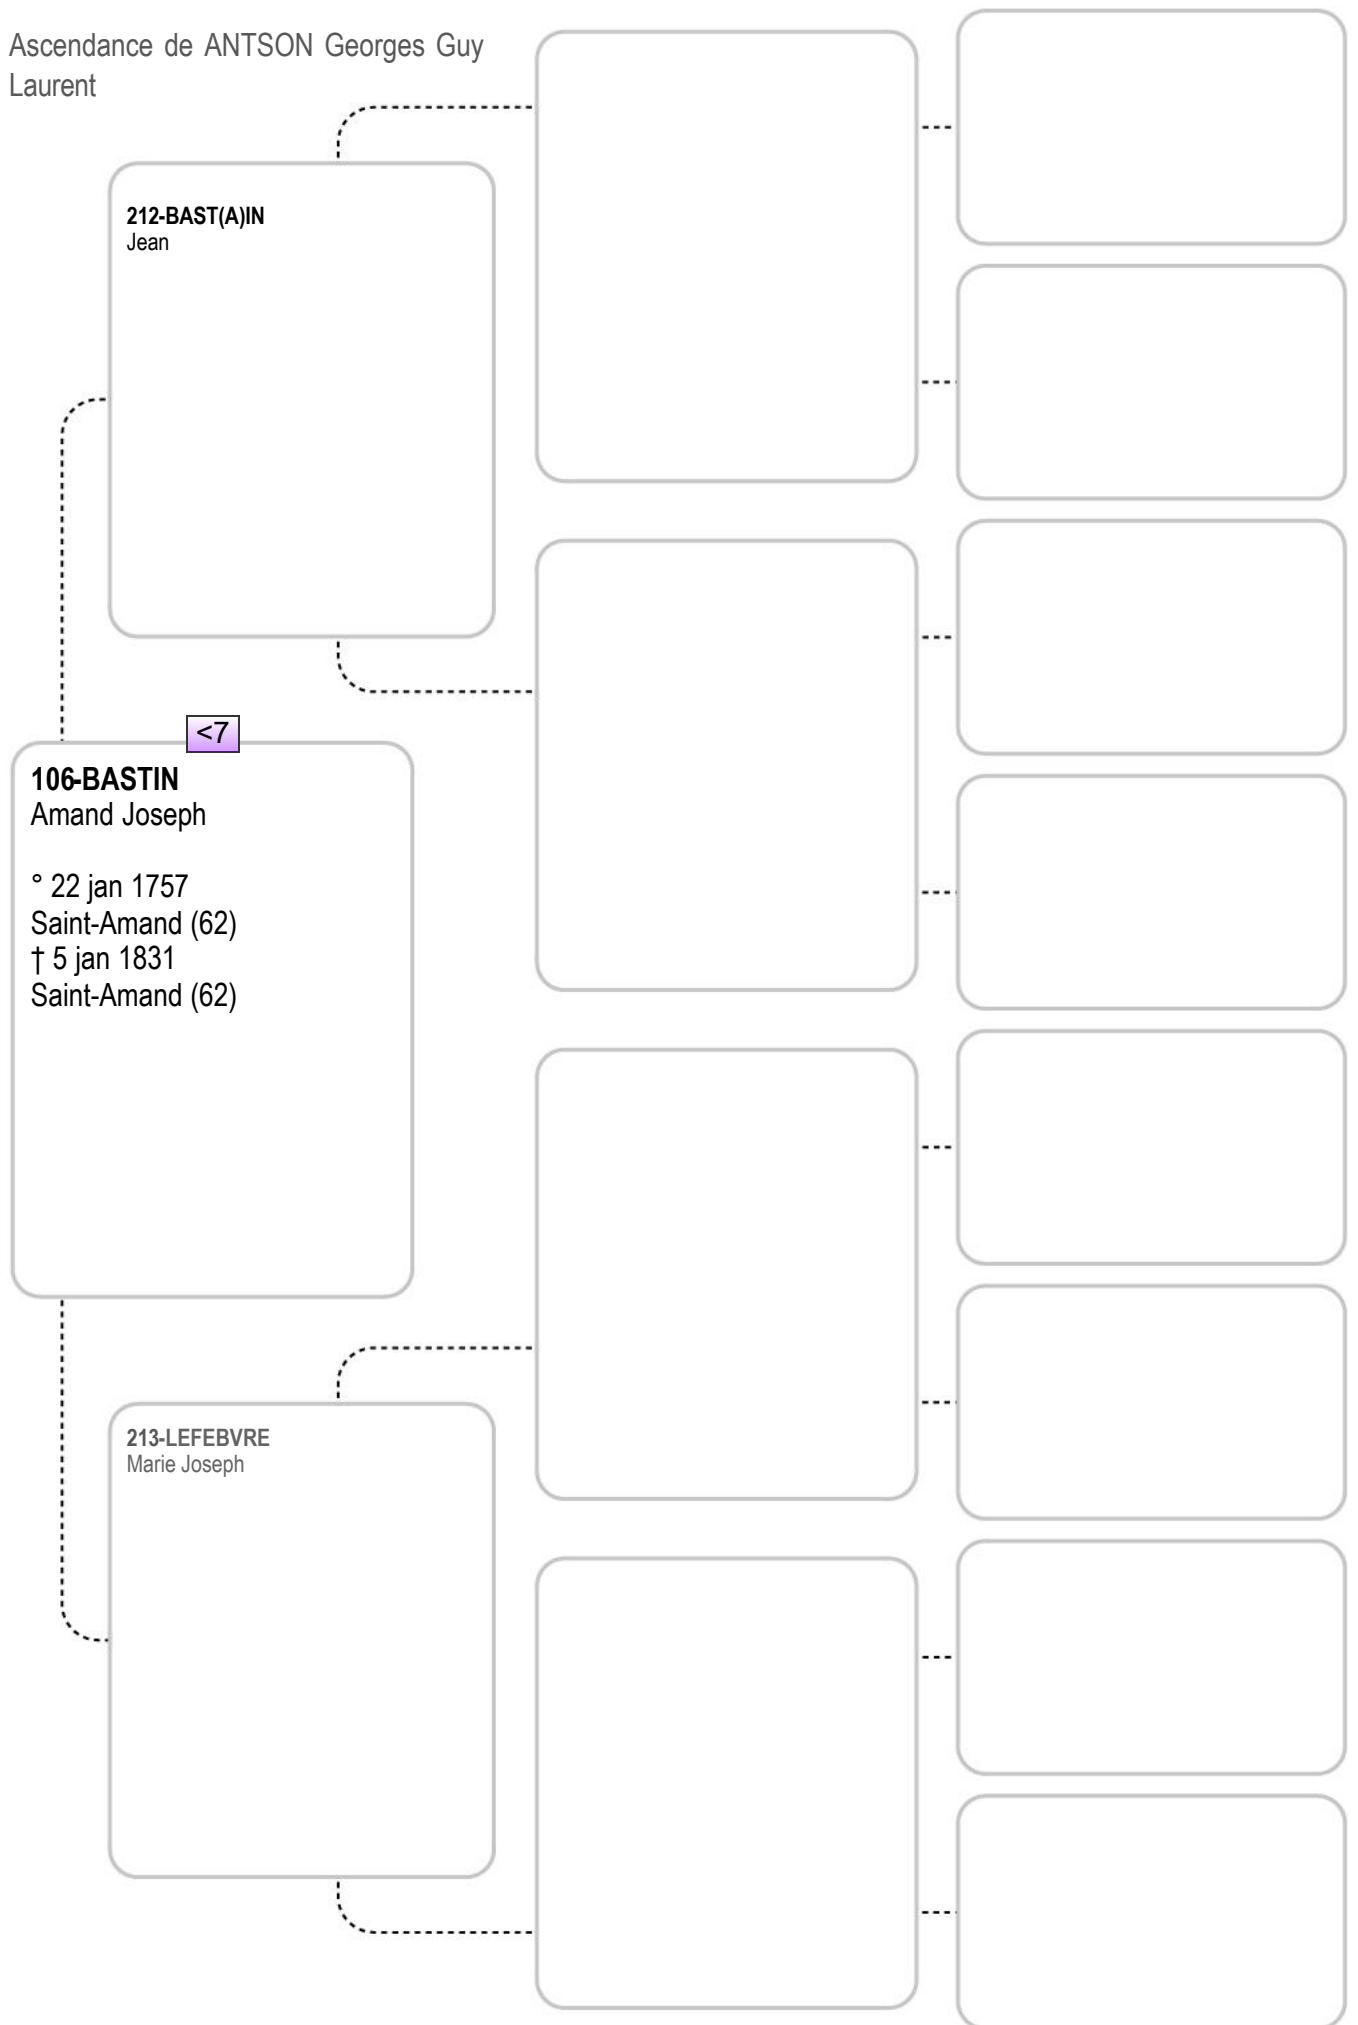 Ascendance de ANTSON Georges Guy
Laurent
212-BAST(A)IN
Jean
<7
106-BASTIN
Amand Joseph
° 22 jan 1757
Saint-Amand (62)
† 5 jan 1831
Saint-Amand (62)
213-LEFEBVRE
Marie Joseph